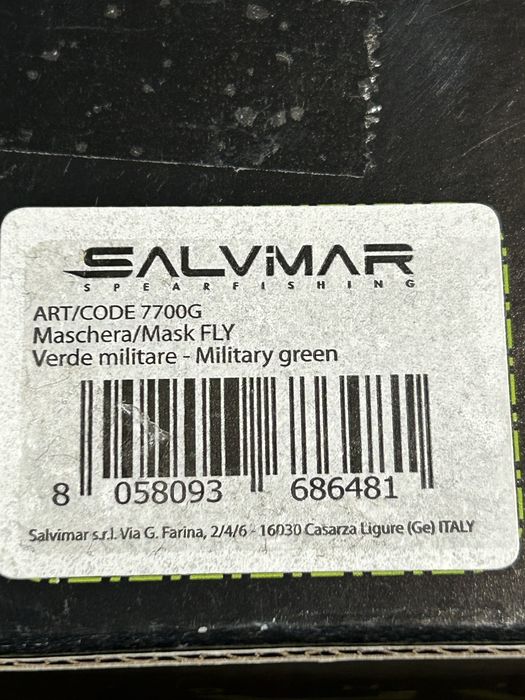 SALVIMAR
SPEARFISHING
ART/CODE 7700G
Maschera/Mask FLY
Verde militare - Military green
8 058093 686481
Salvimar s.r.l. Via G. Farina, 2/4/6 - 16030 Casarza Ligure (Ge) ITALY